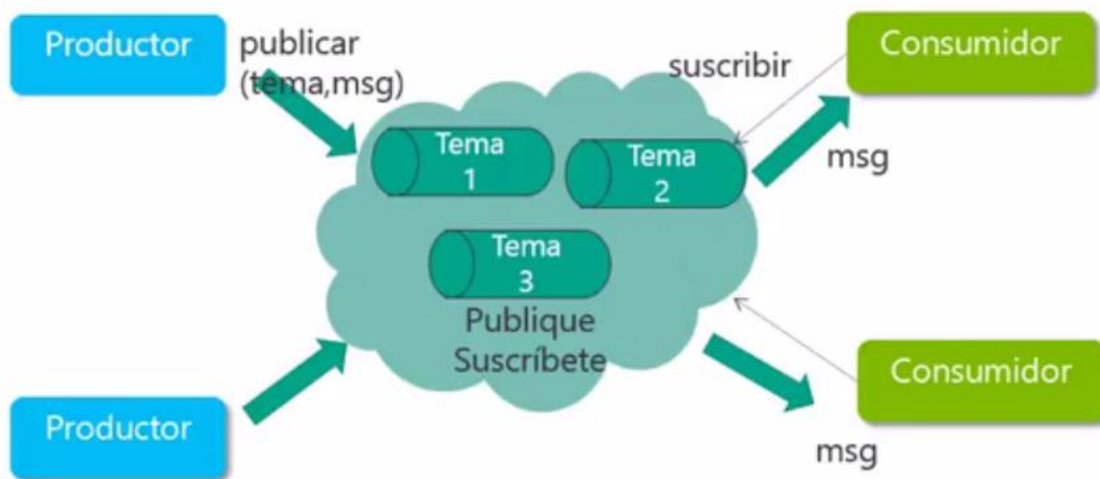 Productor
publicar
(tema,msg)
suscribir
Consumidor
Tema
1
Tema
2
msg
Tema
3
Publique
Suscríbete
Consumidor
Productor
msg